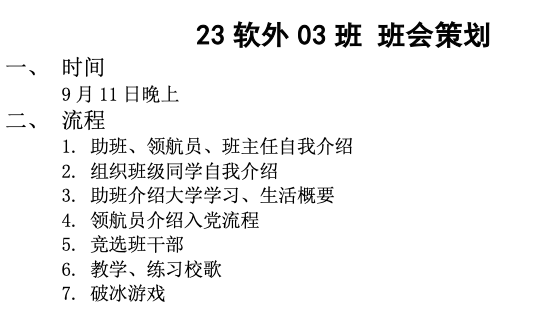 23 软外 03 班 班会策划
一、 时间
9 月 11 日晚上
二、 流程
1. 助班、领航员、班主任自我介绍
2. 组织班级同学自我介绍
3. 助班介绍大学学习、生活概要
4. 领航员介绍入党流程
5. 竞选班干部
6. 教学、练习校歌
7. 破冰游戏